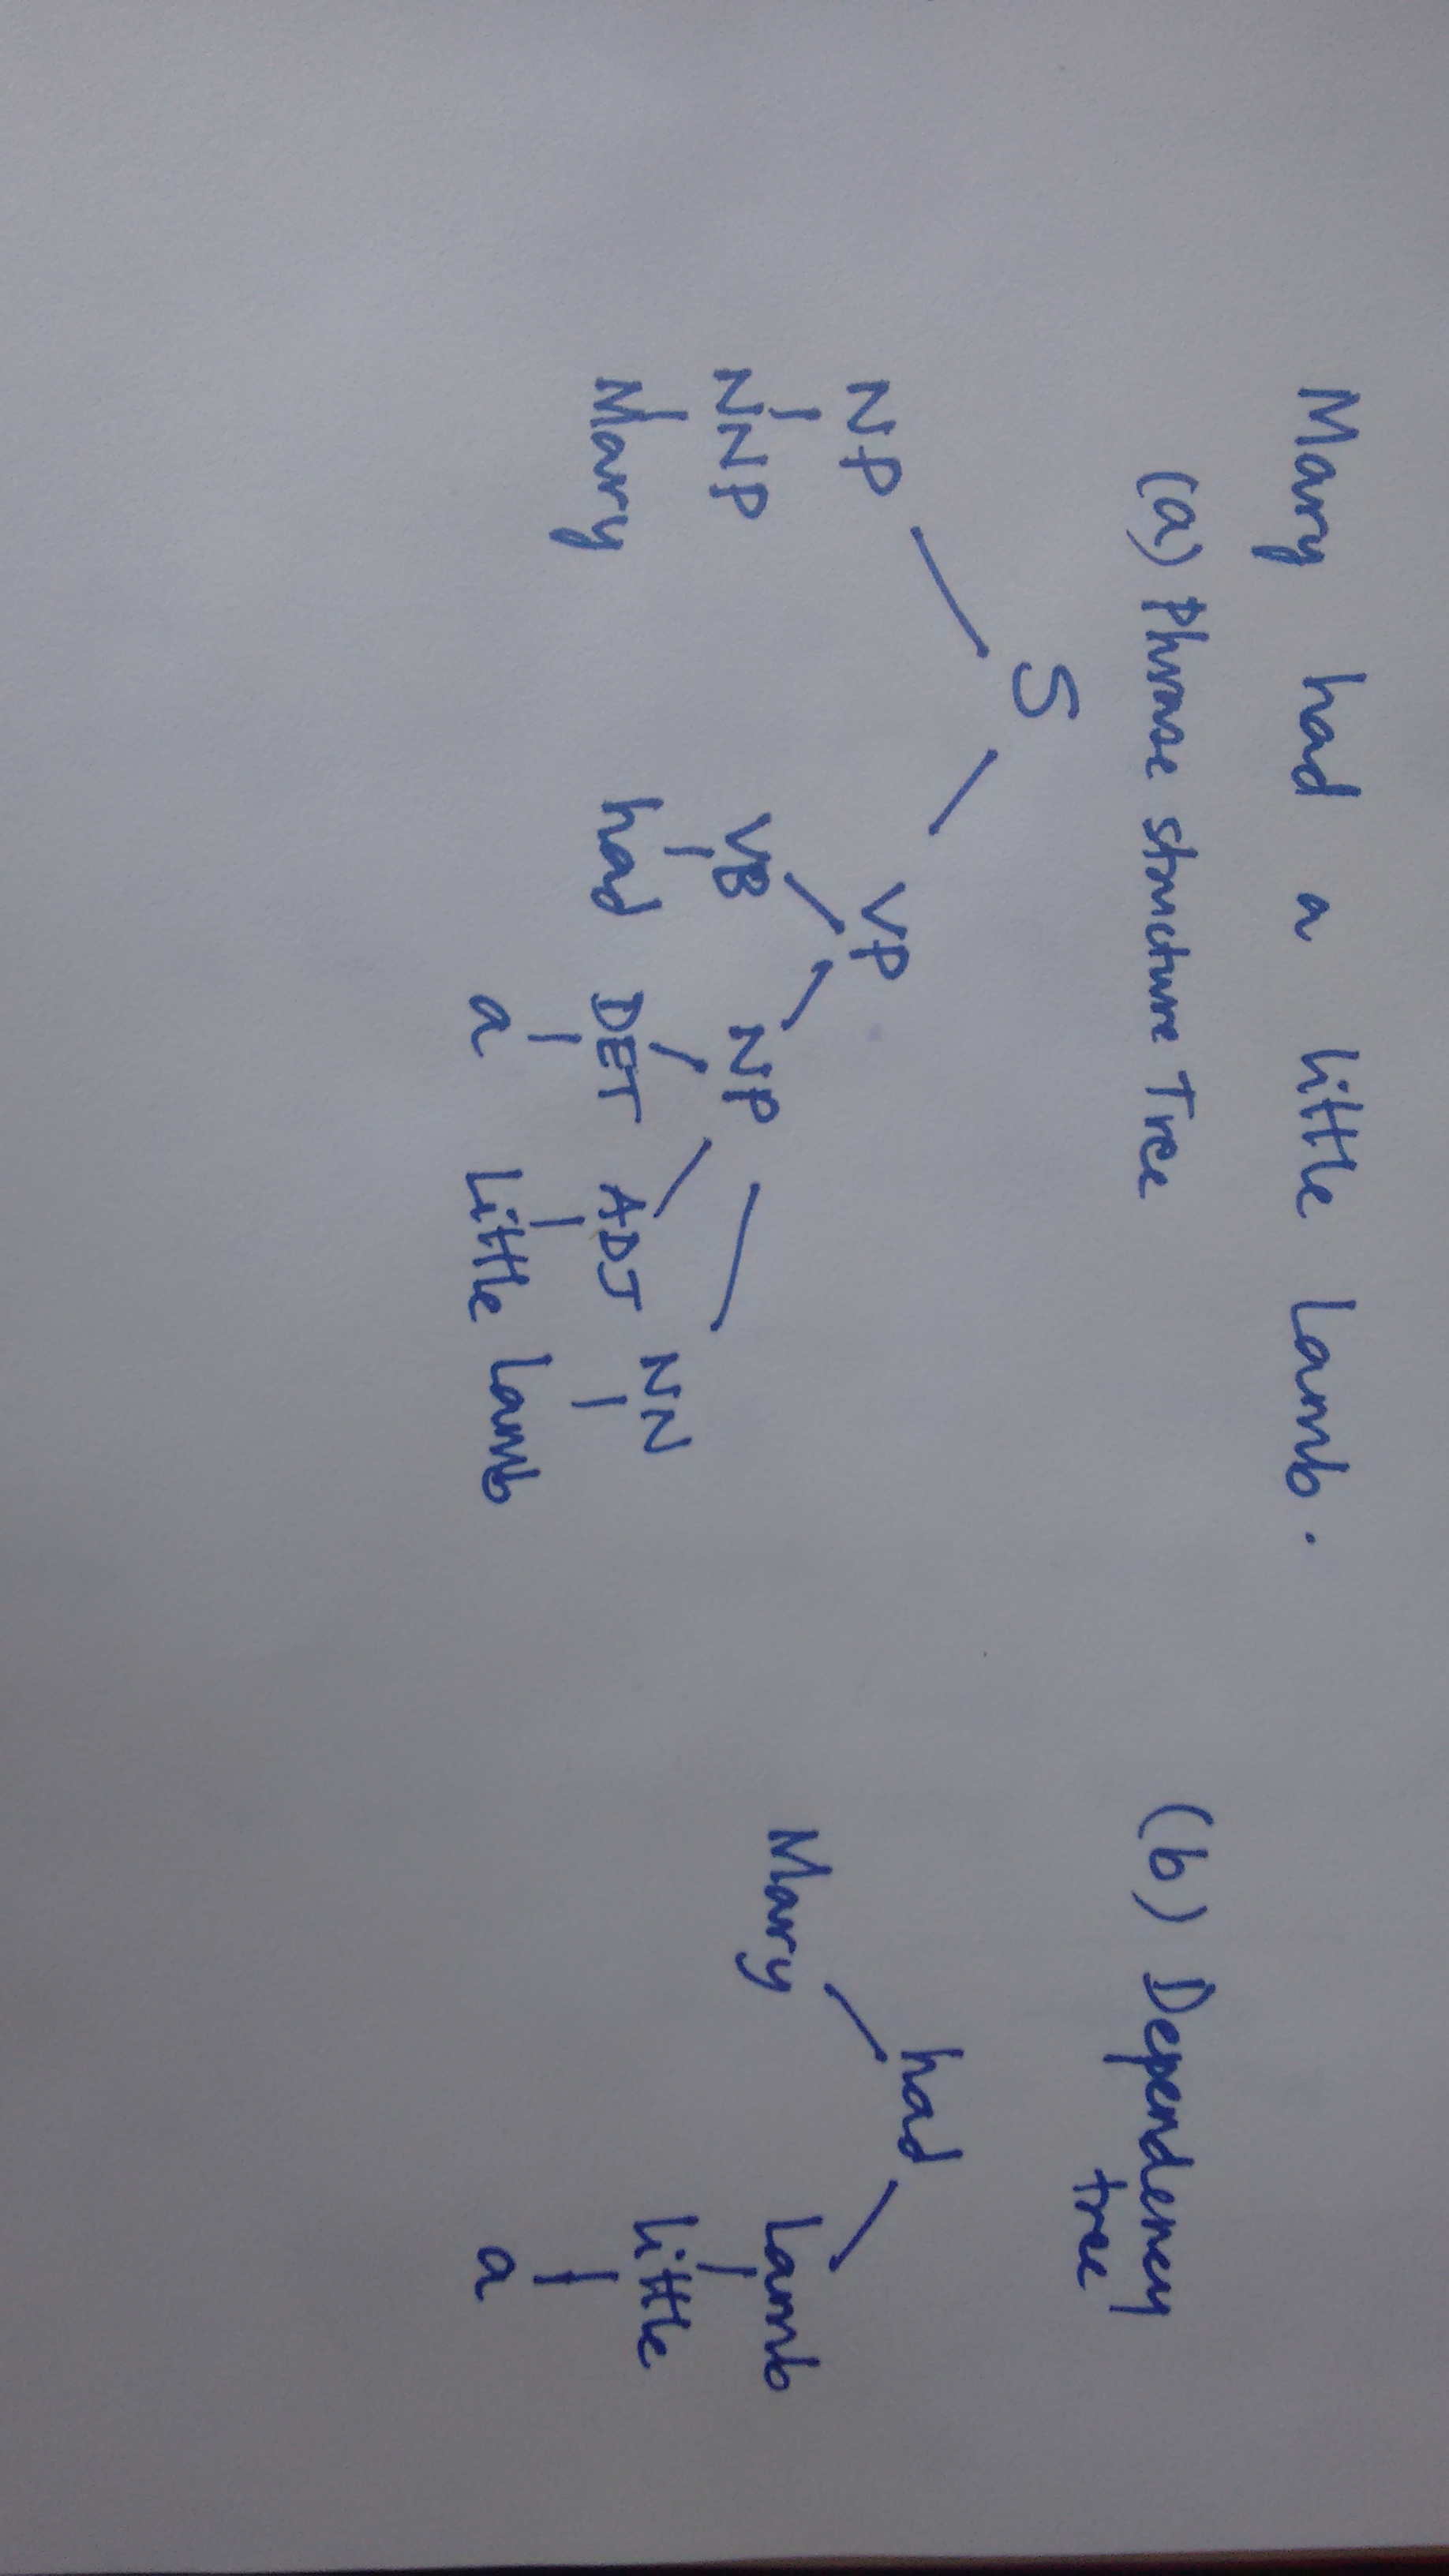 Mary had a little Lamb.
(a) Phrase structure Tree
S
NP VP
NNP VB NP
Mary had DET ADJ NN
a Little Lamb
(b) Dependency
tree
had
Mary Lamb
little
a